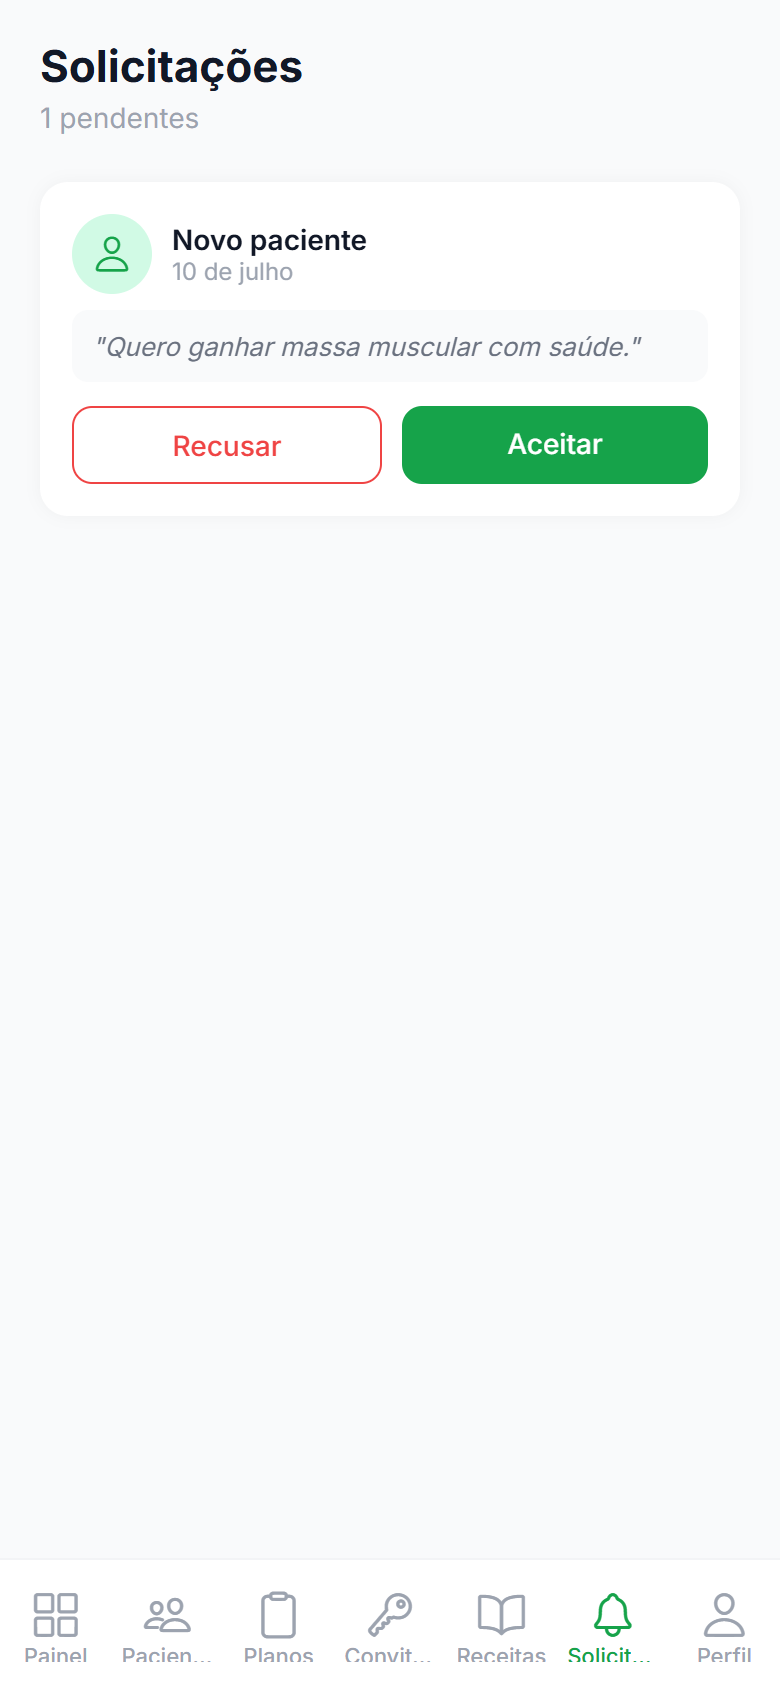 Solicitações
1 pendentes
Novo paciente
10 de julho
"Quero ganhar massa muscular com saúde."
Recusar
Aceitar
Painel
Pacien...
Planos
Convit...
Receitas
Solicit...
Perfil